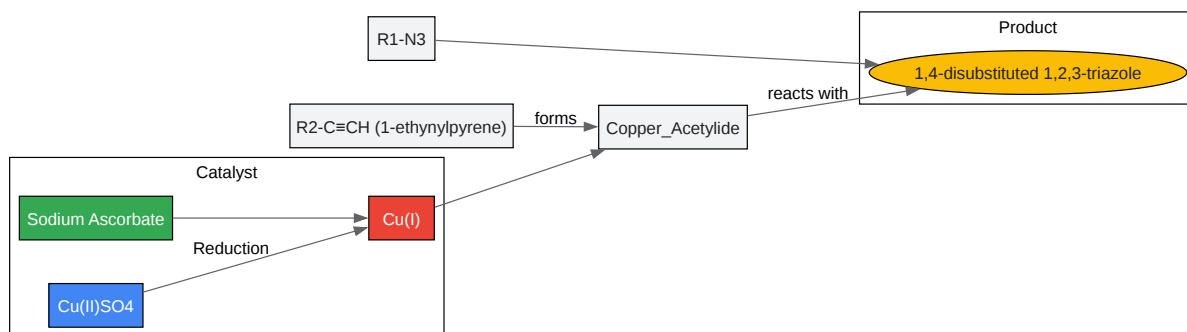 Product
R1-N3
1,4-disubstituted 1,2,3-triazole
reacts with
R2-C≡CH (1-ethynylpyrene)
forms
Copper_Acetylide
Catalyst
Sodium Ascorbate
Cu(I)
Reduction
Cu(II)SO4